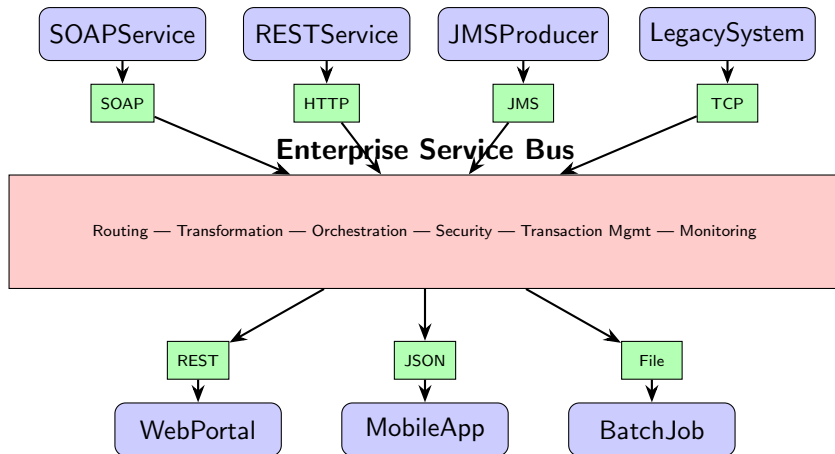 SOAPService RESTService JMSProducer LegacySystem
SOAP HTTP JMS TCP
Enterprise Service Bus
Routing — Transformation — Orchestration — Security — Transaction Mgmt — Monitoring
REST JSON File
WebPortal MobileApp BatchJob